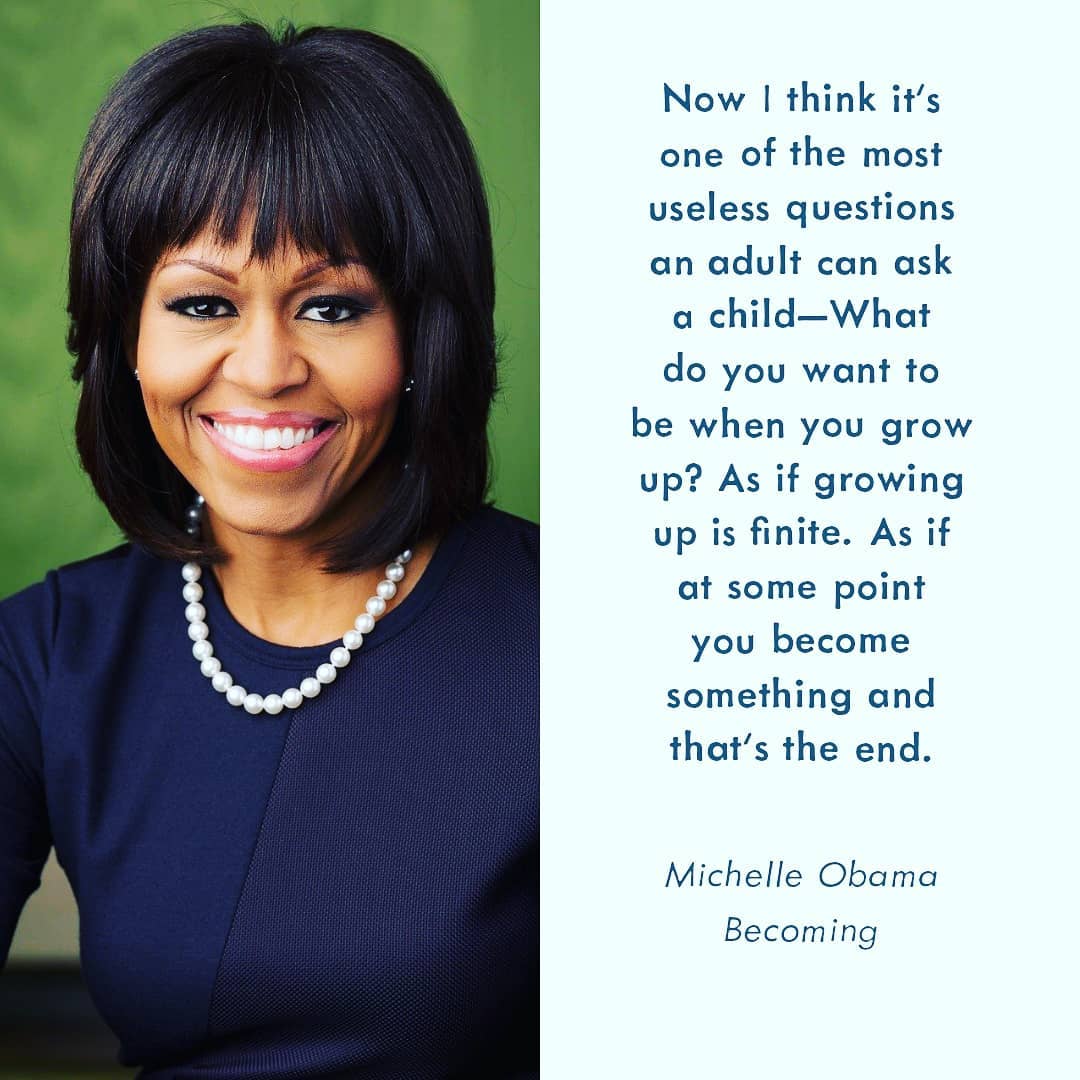 Now I think it's
one of the most
useless questions
an adult can ask
a child—What
do you want to
be when you grow
up? As if growing
up is finite. As if
at some point
you become
something and
that's the end.
Michelle Obama
Becoming